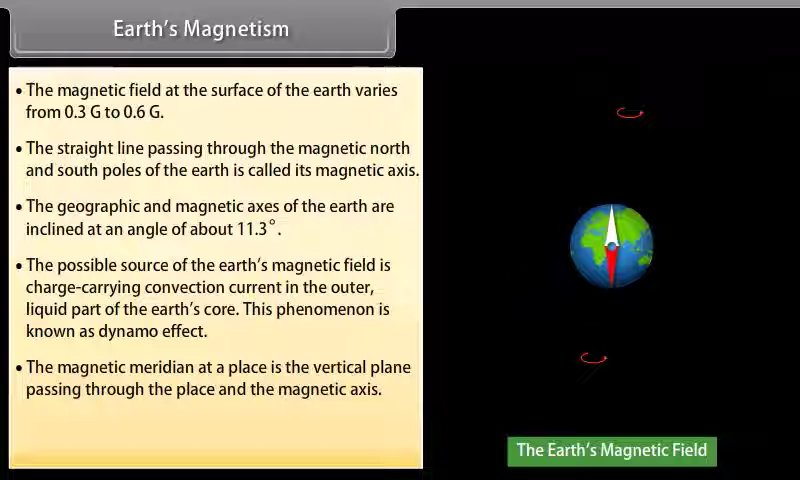 Earth's Magnetism
• The magnetic field at the surface of the earth varies
from 0.3 G to 0.6 G.
• The straight line passing through the magnetic north
and south poles of the earth is called its magnetic axis.
• The geographic and magnetic axes of the earth are
inclined at an angle of about 11.3°.
• The possible source of the earth's magnetic field is
charge-carrying convection current in the outer,
liquid part of the earth's core. This phenomenon is
known as dynamo effect.
• The magnetic meridian at a place is the vertical plane
passing through the place and the magnetic axis.
The Earth's Magnetic Field